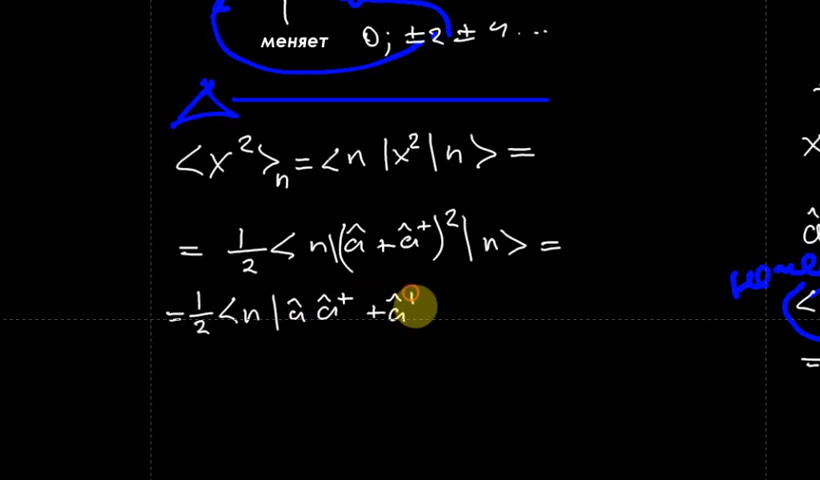 меняет 0; ±2 ± 4 ...
<x²>ₙ = <n |x²| n> =
= 1/2 < n|(â + â⁺)²| n> =
= 1/2 <n | â â⁺ + â⁺